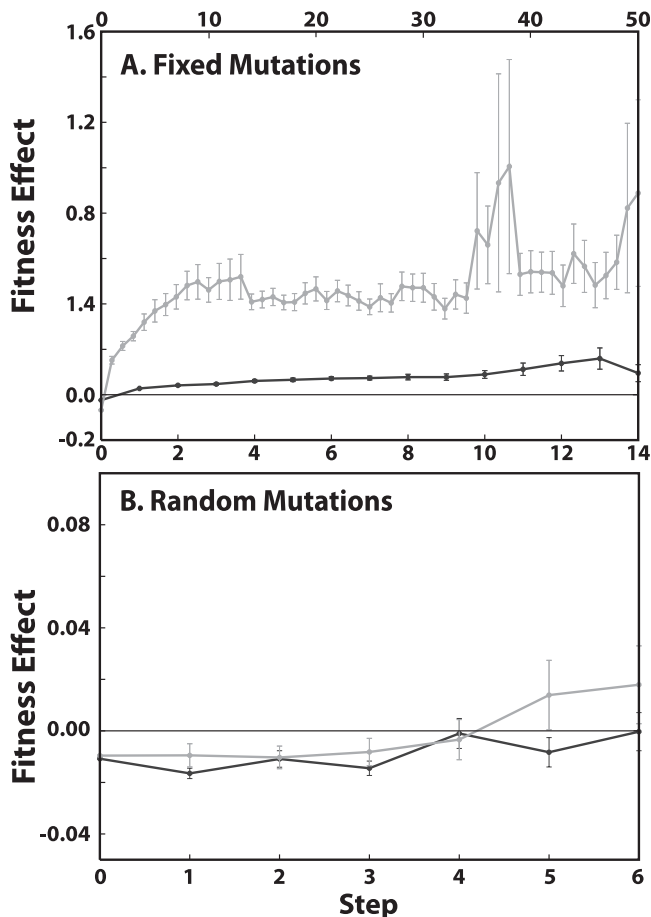 0 10 20 30 40 50
A. Fixed Mutations
Fitness Effect
1.6
1.2
0.8
1.4
0.0
-0.2
0 2 4 6 8 10 12 14
B. Random Mutations
Fitness Effect
0.08
0.04
0.00
-0.04
0 1 2 3 4 5 6
Step